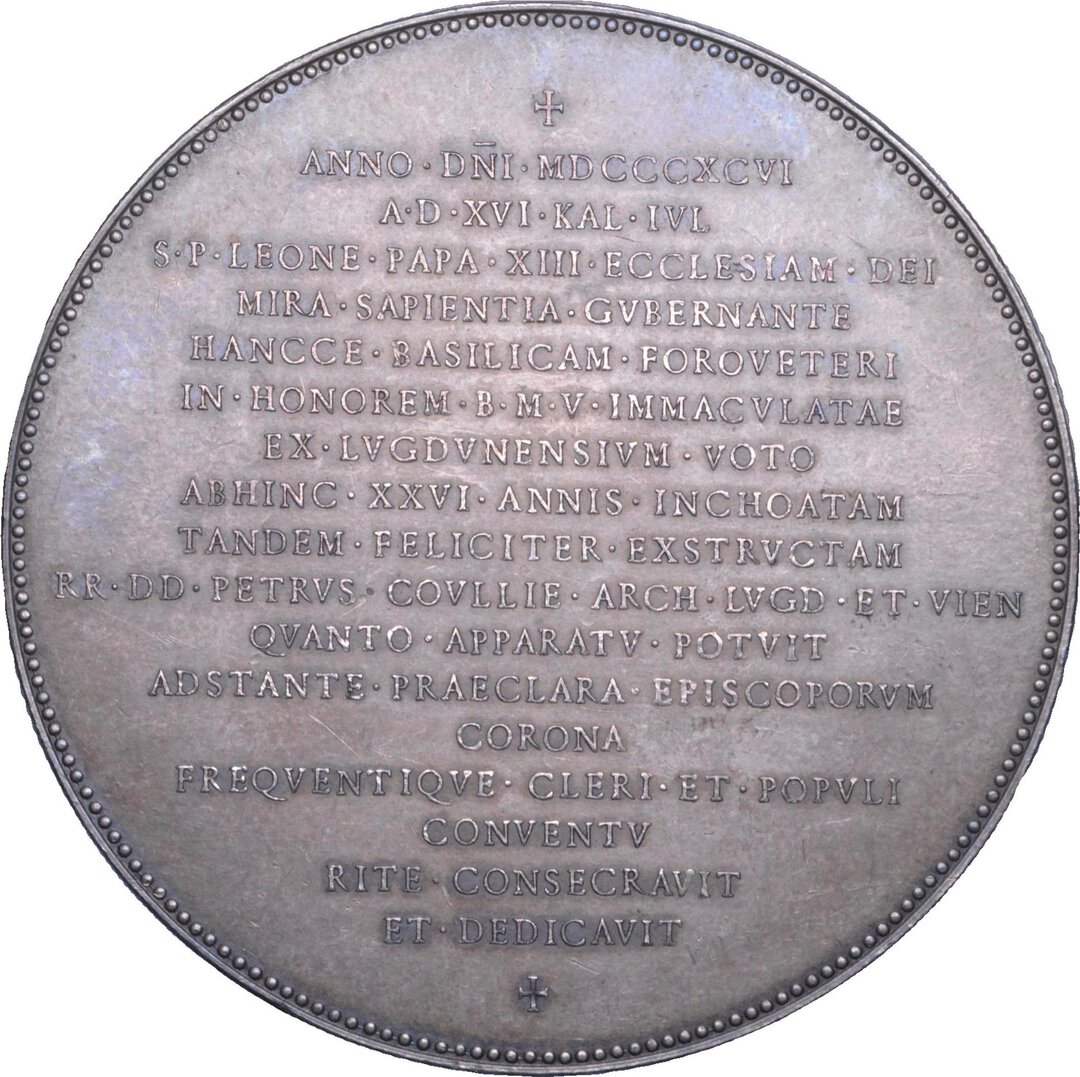 ANNO · DÑI · MDCCCXCVI
A · D · XVI · KAL · IVL
S · P · LEONE · PAPA · XIII · ECCLESIAM · DEI
MIRA · SAPIENTIA · GVBERNANTE
HANCCE · BASILICAM · FOROVETERI
IN · HONOREM · B · M · V · IMMACVLATAE
EX · LVGDVNENSIVM · VOTO
ABHINC · XXVI · ANNIS · INCHOATAM
TANDEM · FELICITER · EXSTRVCTAM
RR · DD · PETRVS · COVLLIE · ARCH · LVGD · ET · VIEN
QVANTO · APPARATV · POTVIT
ADSTANTE · PRAECLARA · EPISCOPORVM
CORONA
FREQVENTIQVE · CLERI · ET · POPVLI
CONVENTV
RITE · CONSECRAVIT
ET · DEDICAVIT